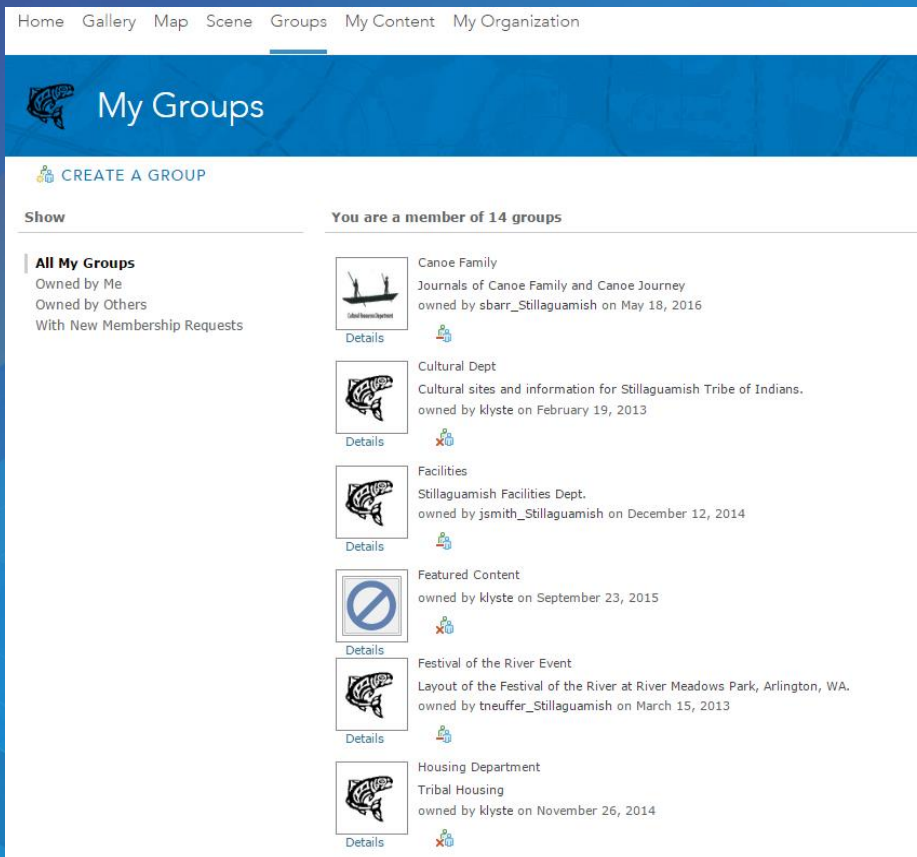 Home Gallery Map Scene Groups My Content My Organization
My Groups
CREATE A GROUP
Show
All My Groups
Owned by Me
Owned by Others
With New Membership Requests
You are a member of 14 groups
Canoe Family
Journals of Canoe Family and Canoe Journey
owned by sbarr_Stillaguamish on May 18, 2016
Cultural Resources Department
Details
Cultural Dept
Cultural sites and information for Stillaguamish Tribe of Indians.
owned by klyste on February 19, 2013
Details
Facilities
Stillaguamish Facilities Dept.
owned by jsmith_Stillaguamish on December 12, 2014
Details
Featured Content
owned by klyste on September 23, 2015
Details
Festival of the River Event
Layout of the Festival of the River at River Meadows Park, Arlington, WA.
owned by tneuffer_Stillaguamish on March 15, 2013
Details
Housing Department
Tribal Housing
owned by klyste on November 26, 2014
Details